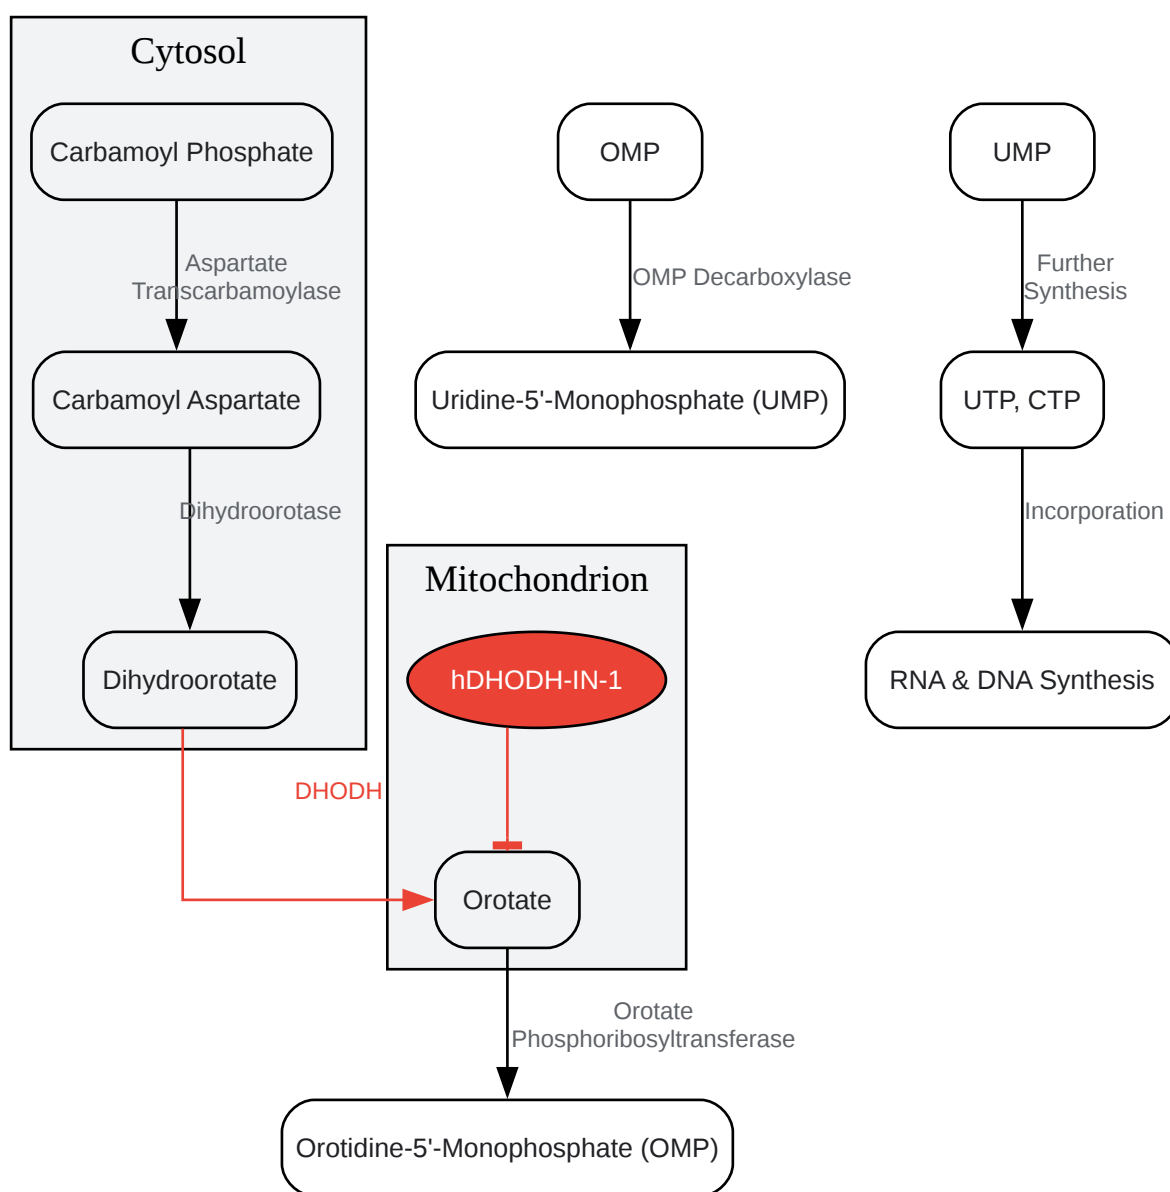 Cytosol
Carbamoyl Phosphate
Aspartate
Transcarbamoylase
Carbamoyl Aspartate
Dihydroorotase
Dihydroorotate
DHODH
Mitochondrion
hDHODH-IN-1
Orotate
Orotate
Phosphoribosyltransferase
Orotidine-5'-Monophosphate (OMP)
OMP
OMP Decarboxylase
Uridine-5'-Monophosphate (UMP)
UMP
Further
Synthesis
UTP, CTP
Incorporation
RNA & DNA Synthesis